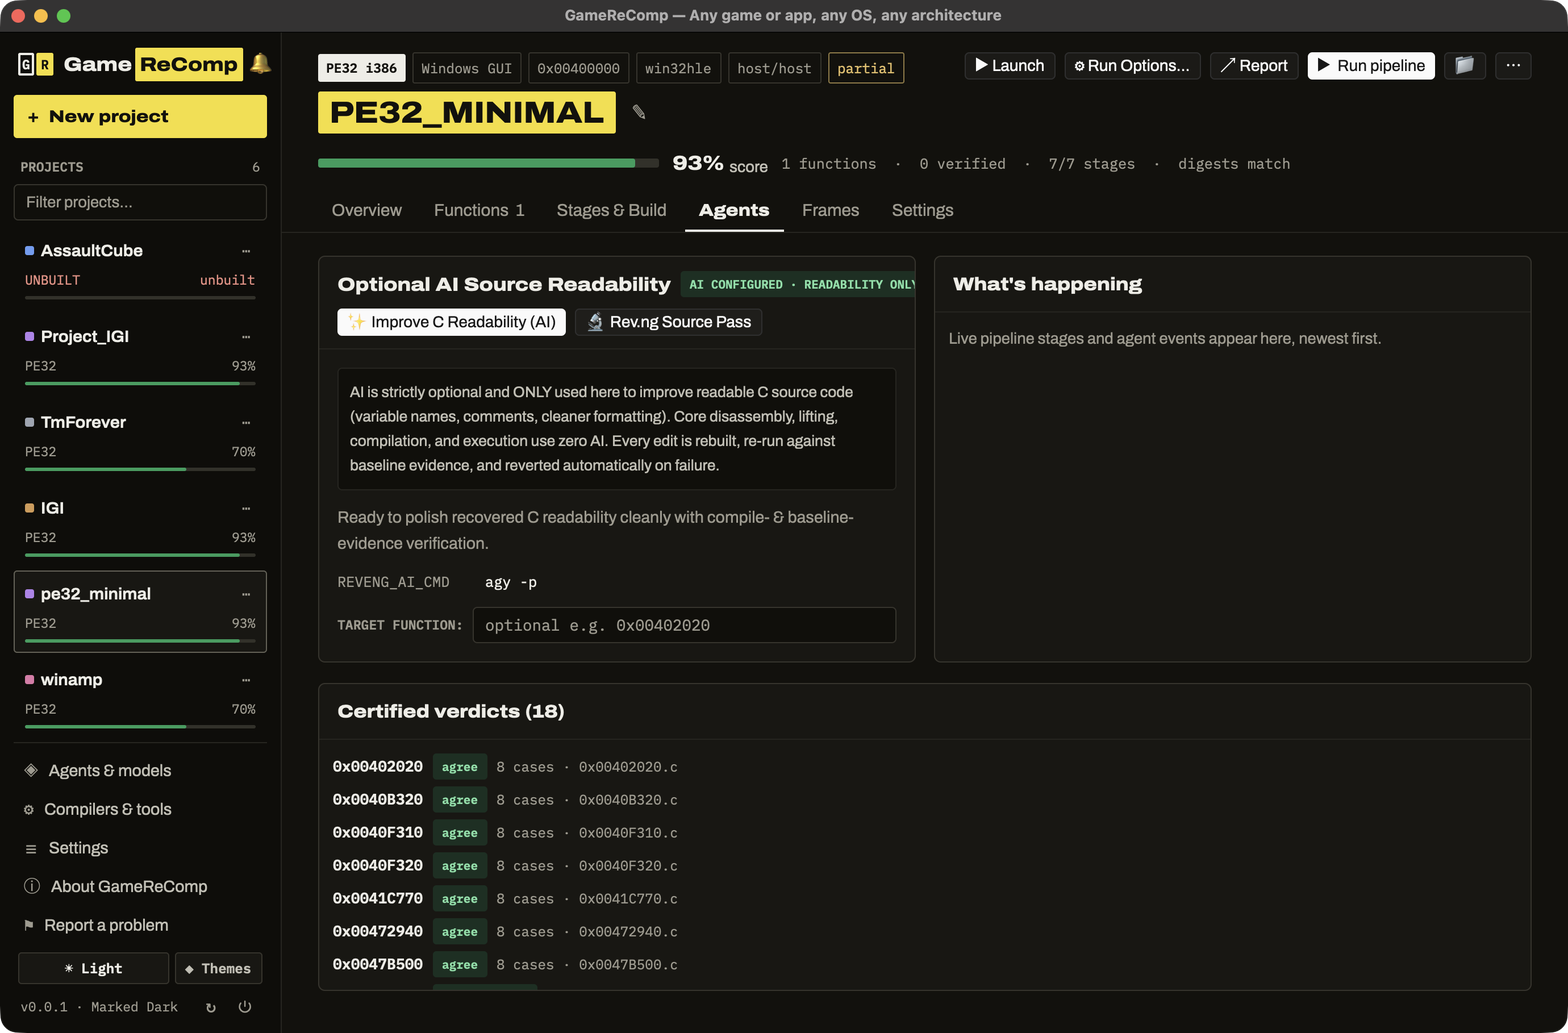 GameReComp — Any game or app, any OS, any architecture
GR Game ReComp
+ New project
PROJECTS 6
Filter projects...
AssaultCube ...
UNBUILT unbuilt
Project_IGI ...
PE32 93%
TmForever ...
PE32 70%
IGI ...
PE32 93%
pe32_minimal ...
PE32 93%
winamp ...
PE32 70%
Agents & models
Compilers & tools
Settings
About GameReComp
Report a problem
Light Themes
v0.0.1 · Marked Dark
PE32 i386 Windows GUI 0x00400000 win32hle host/host partial
Launch Run Options... Report Run pipeline ...
PE32_MINIMAL
93% score 1 functions · 0 verified · 7/7 stages · digests match
Overview Functions 1 Stages & Build Agents Frames Settings
Optional AI Source Readability AI CONFIGURED · READABILITY ONLY
Improve C Readability (AI) Rev.ng Source Pass
AI is strictly optional and ONLY used here to improve readable C source code
(variable names, comments, cleaner formatting). Core disassembly, lifting,
compilation, and execution use zero AI. Every edit is rebuilt, re-run against
baseline evidence, and reverted automatically on failure.
Ready to polish recovered C readability cleanly with compile- & baseline-
evidence verification.
REVENG_AI_CMD agy -p
TARGET FUNCTION: optional e.g. 0x00402020
What's happening
Live pipeline stages and agent events appear here, newest first.
Certified verdicts (18)
0x00402020 agree 8 cases · 0x00402020.c
0x0040B320 agree 8 cases · 0x0040B320.c
0x0040F310 agree 8 cases · 0x0040F310.c
0x0040F320 agree 8 cases · 0x0040F320.c
0x0041C770 agree 8 cases · 0x0041C770.c
0x00472940 agree 8 cases · 0x00472940.c
0x0047B500 agree 8 cases · 0x0047B500.c